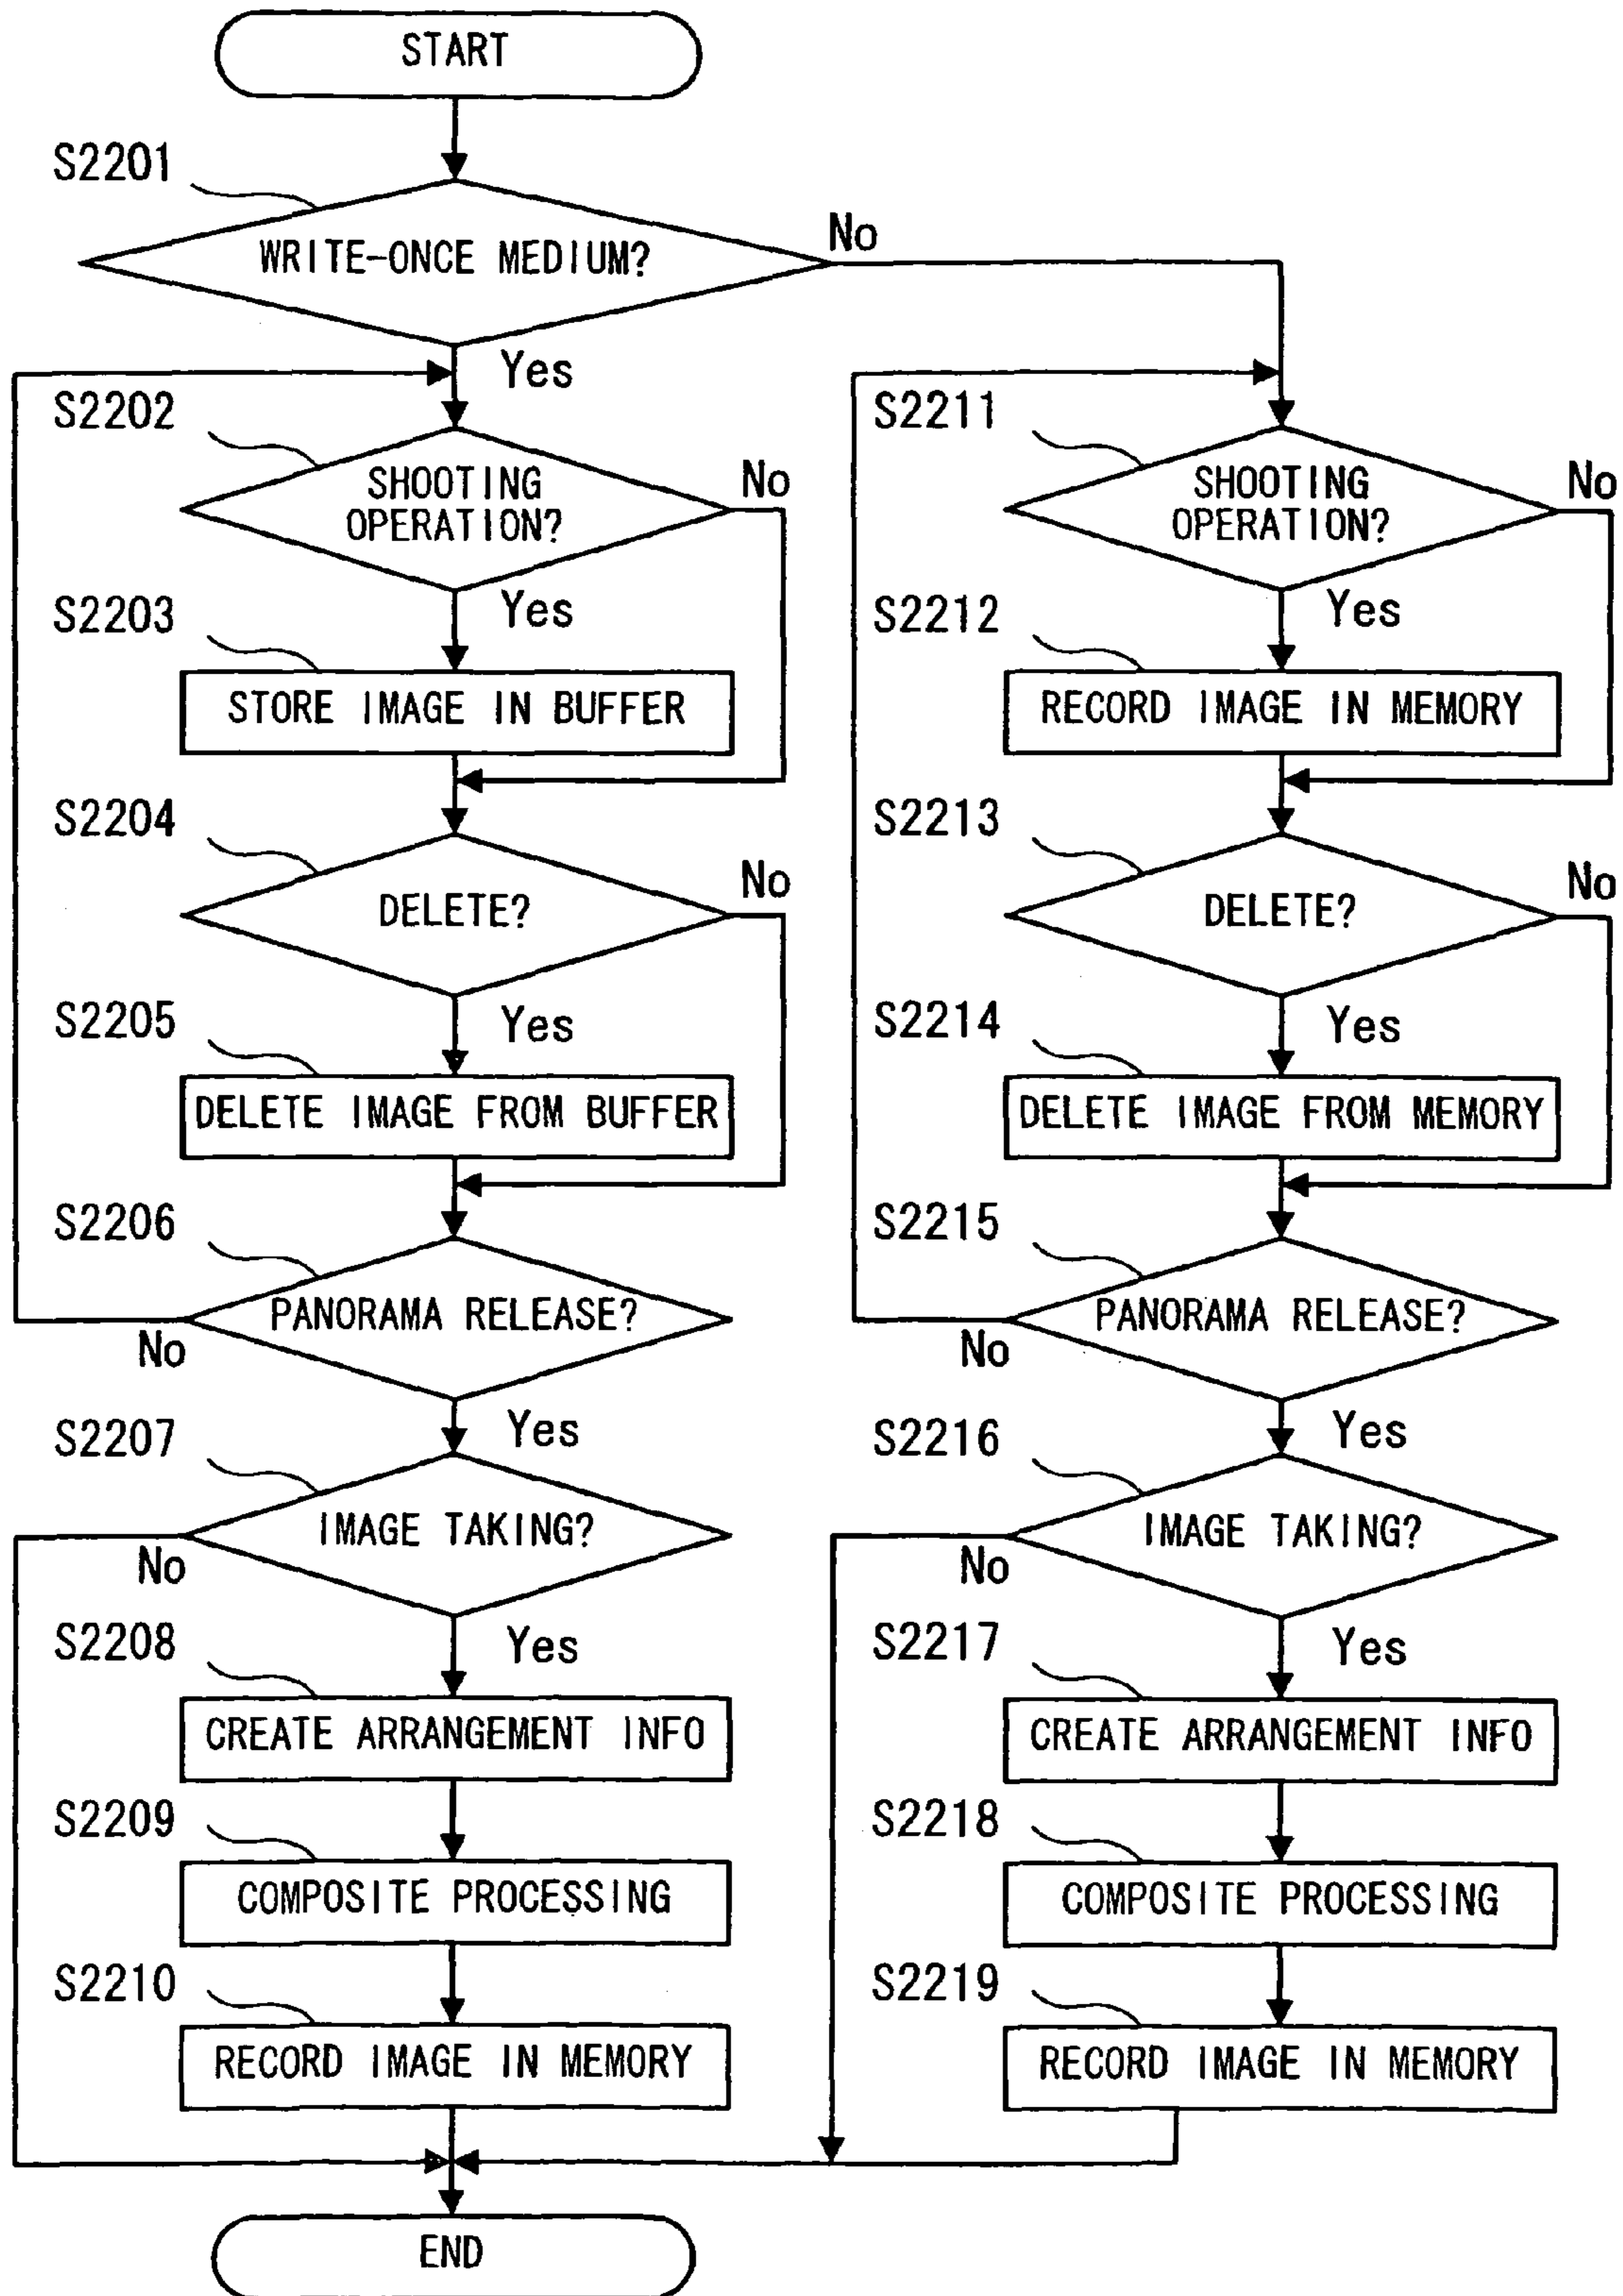 START
S2201
WRITE-ONCE MEDIUM?
No
Yes
S2202
SHOOTING
OPERATION?
No
Yes
S2203
STORE IMAGE IN BUFFER
S2204
DELETE?
No
Yes
S2205
DELETE IMAGE FROM BUFFER
S2206
PANORAMA RELEASE?
No
Yes
S2207
IMAGE TAKING?
No
Yes
S2208
CREATE ARRANGEMENT INFO
S2209
COMPOSITE PROCESSING
S2210
RECORD IMAGE IN MEMORY
S2211
SHOOTING
OPERATION?
No
Yes
S2212
RECORD IMAGE IN MEMORY
S2213
DELETE?
No
Yes
S2214
DELETE IMAGE FROM MEMORY
S2215
PANORAMA RELEASE?
No
Yes
S2216
IMAGE TAKING?
No
Yes
S2217
CREATE ARRANGEMENT INFO
S2218
COMPOSITE PROCESSING
S2219
RECORD IMAGE IN MEMORY
END